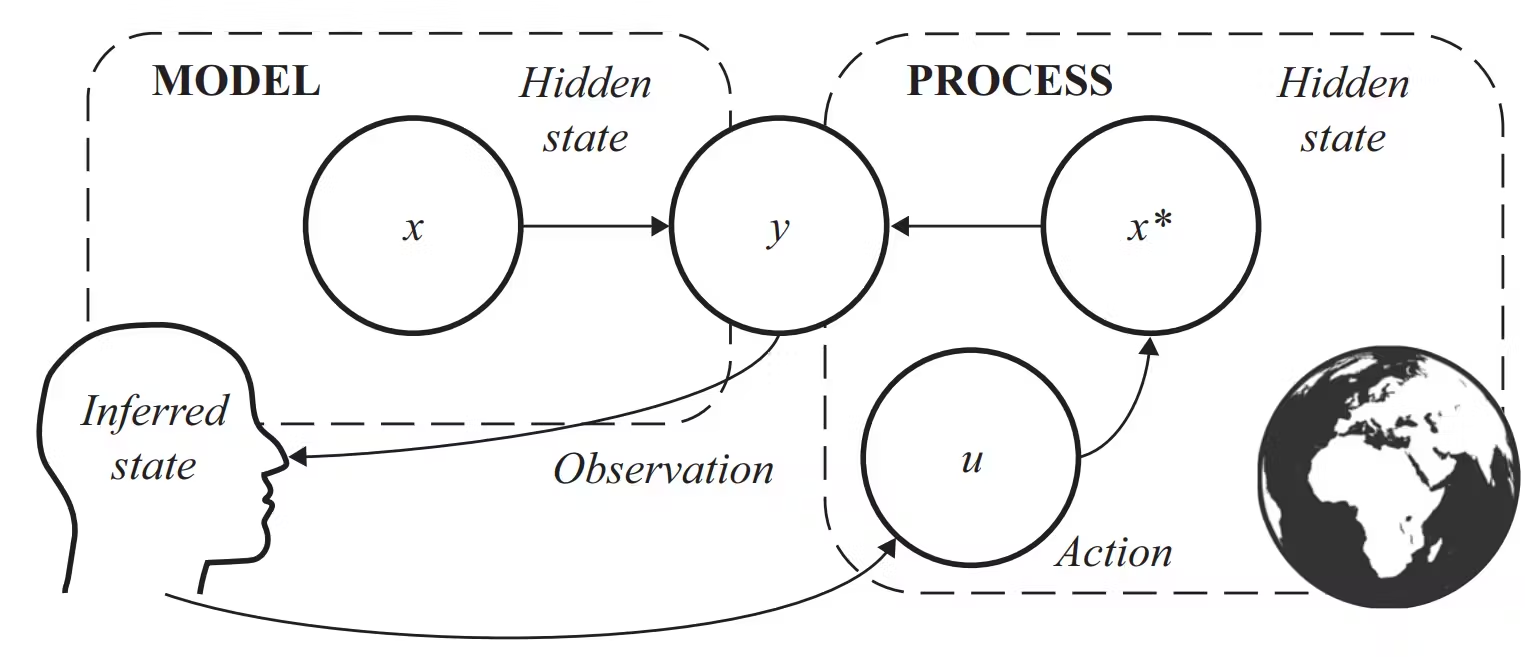 MODEL
Hidden
state
PROCESS
Hidden
state
x
y
x*
Inferred
state
Observation
u
Action